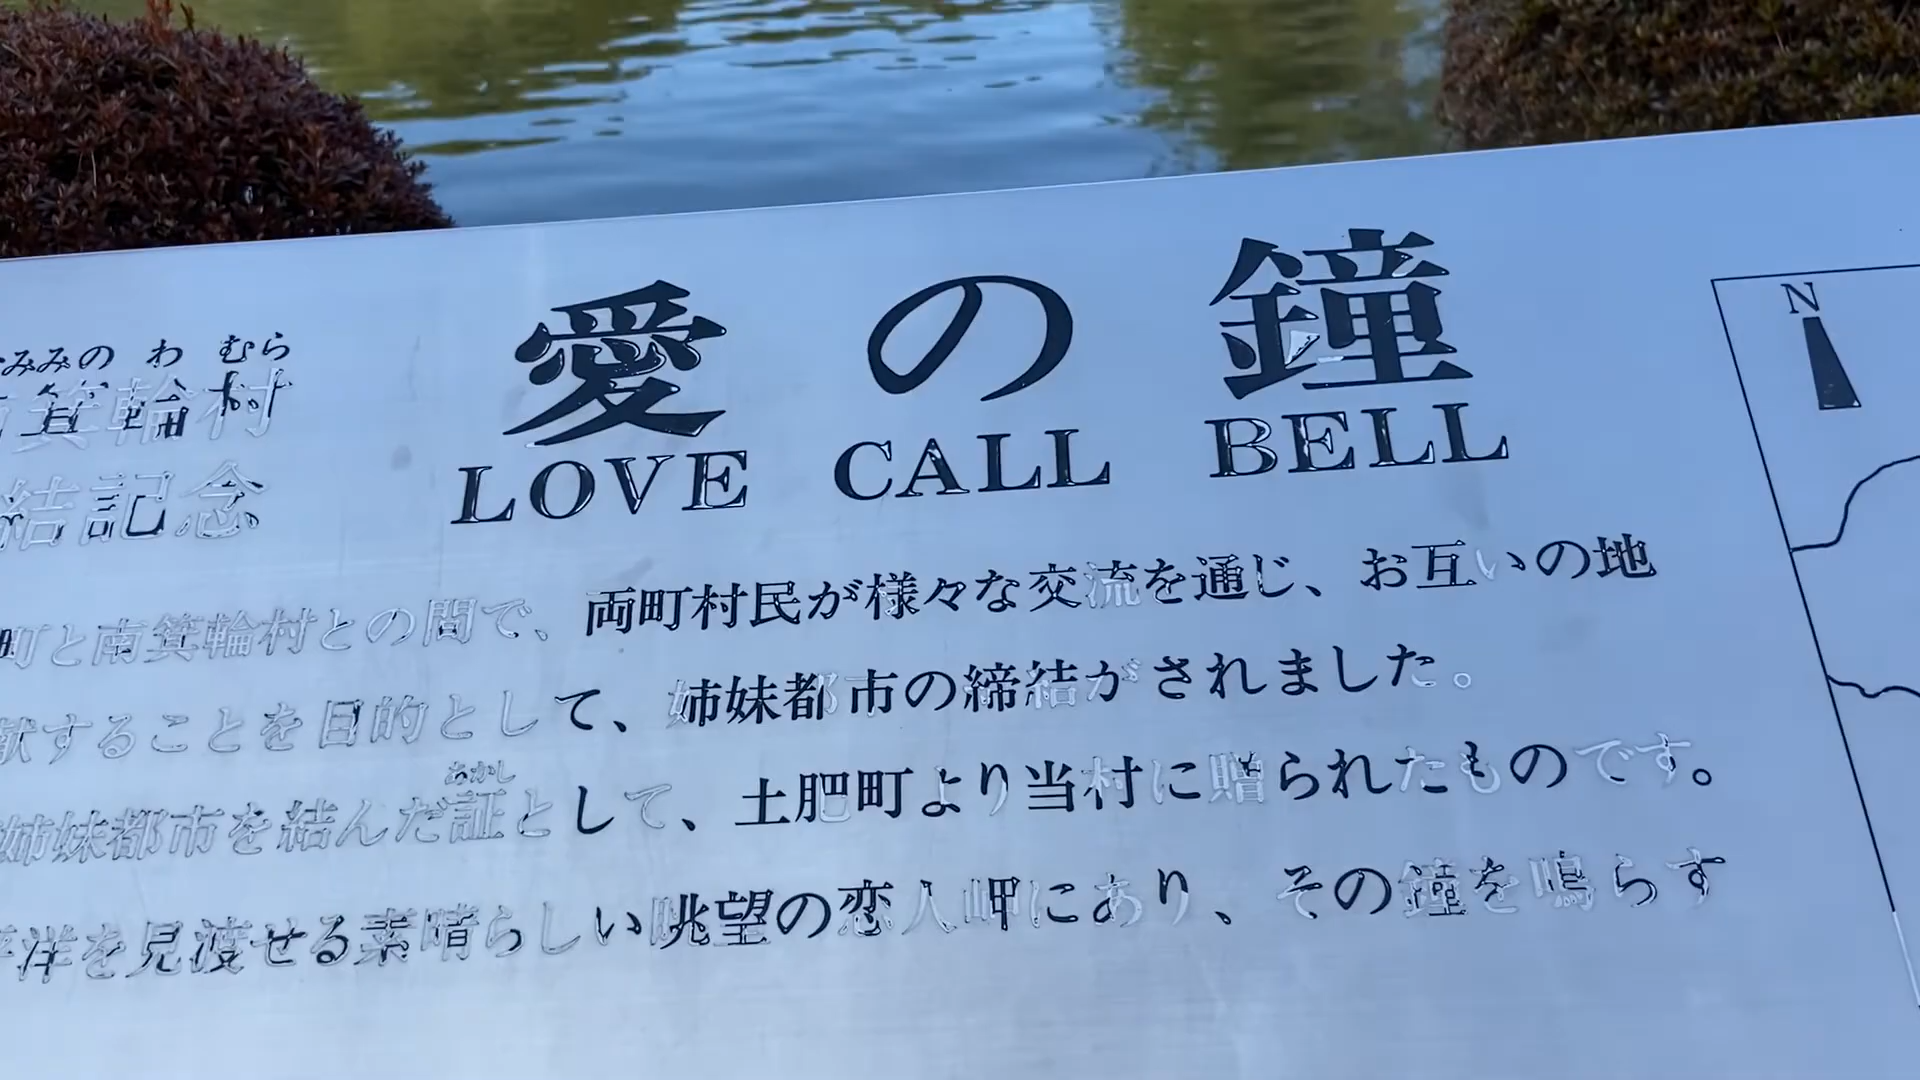 みみのわむら
南箕輪村
結記念
愛の鐘
LOVE CALL BELL
町と南箕輪村との間で、両町村民が様々な交流を通じ、お互いの地
献することを目的として、姉妹都市の締結がされました。
あかし
姉妹都市を結んだ証として、土肥町より当村に贈られたものです。
洋を見渡せる素晴らしい眺望の恋人岬にあり、その鐘を鳴らす
N